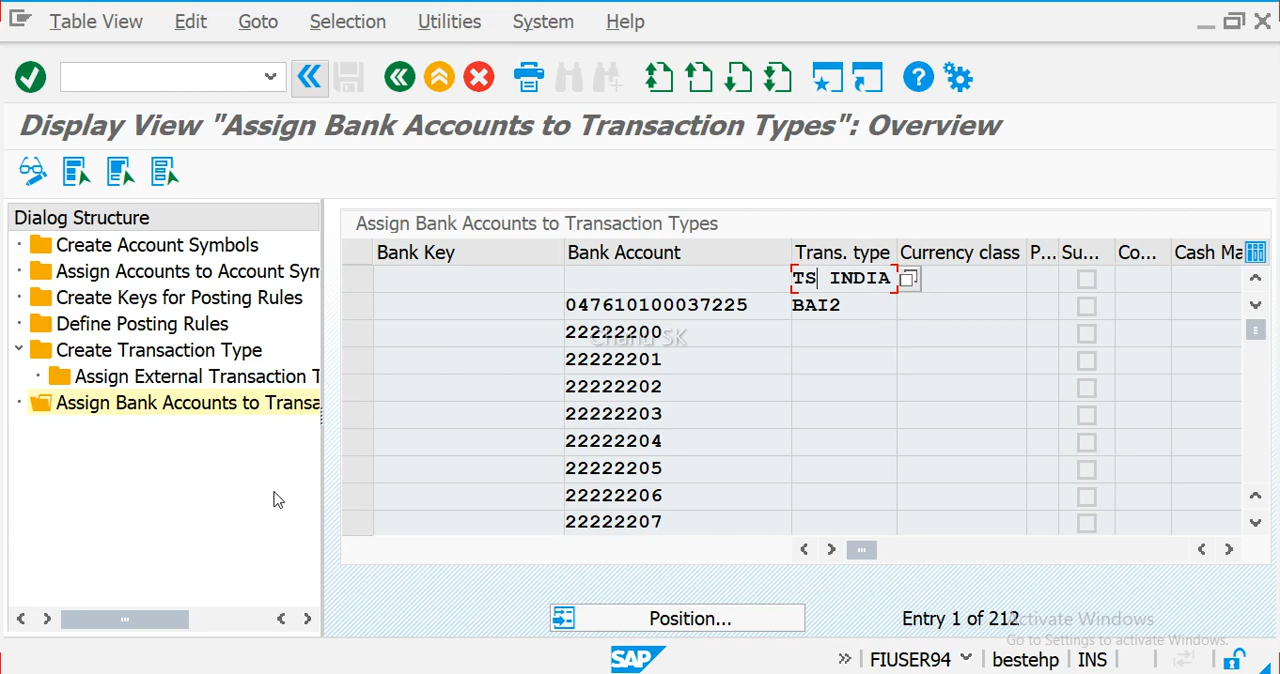 Table View Edit Goto Selection Utilities System Help
Display View "Assign Bank Accounts to Transaction Types": Overview
Dialog Structure
Create Account Symbols
Assign Accounts to Account Sym
Create Keys for Posting Rules
Define Posting Rules
Create Transaction Type
Assign External Transaction T
Assign Bank Accounts to Transa
Assign Bank Accounts to Transaction Types
Bank Key Bank Account Trans. type Currency class P... Su... Co... Cash Ma
TS INDIA
047610100037225 BAI2
22222200
Chandu SK
22222201
22222202
22222203
22222204
22222205
22222206
22222207
Position... Entry 1 of 212
Activate Windows
Go to Settings to activate Windows.
SAP FIUSER94 bestehp INS